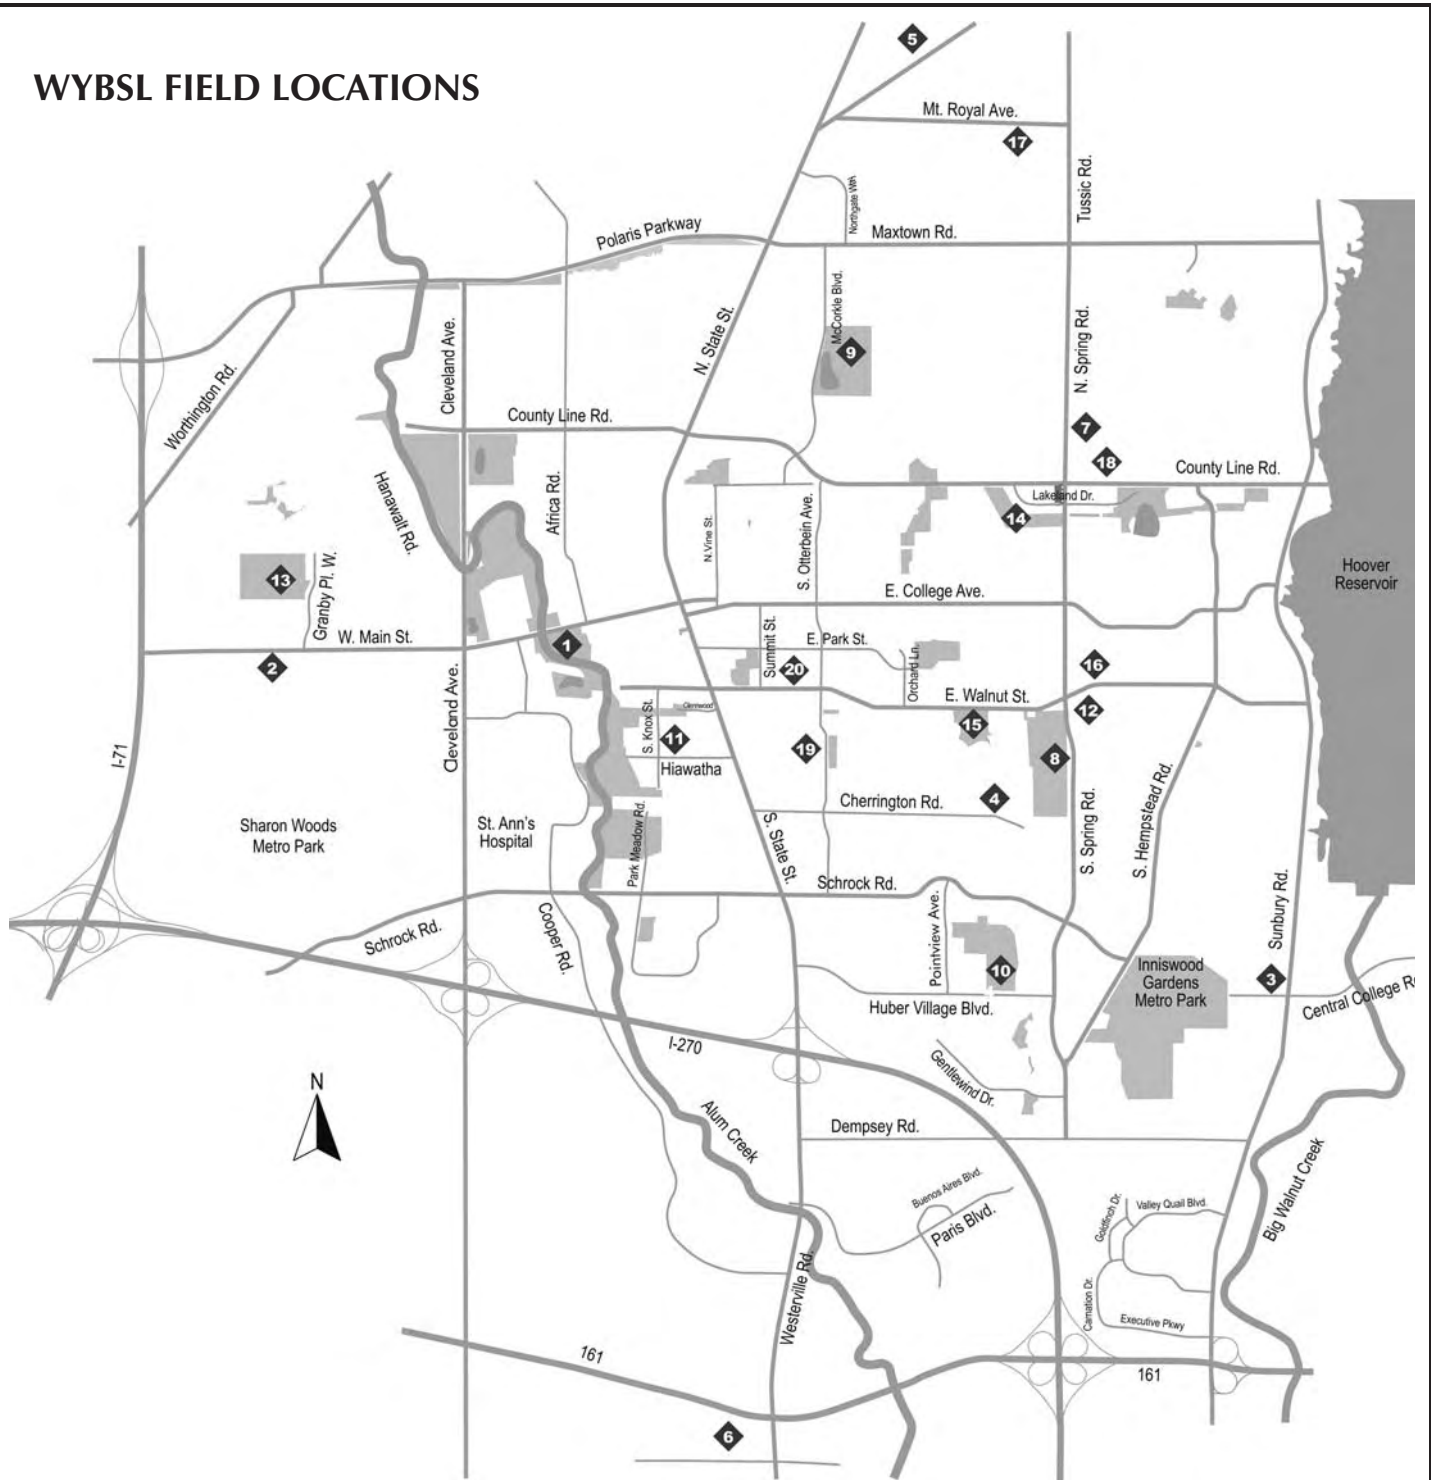 WYBSL FIELD LOCATIONS
5
Mt. Royal Ave.
17
Tussic Rd.
Northgate Way
Polaris Parkway
Maxtown Rd.
McCorkle Blvd.
N. State St.
N. Spring Rd.
9
Cleveland Ave.
Worthington Rd.
County Line Rd.
7
18
County Line Rd.
Hanawalt Rd.
Africa Rd.
Lakeland Dr.
14
N.Vine St.
S. Otterbein Ave.
Hoover
Reservoir
13
Granby Pl. W.
E. College Ave.
W. Main St.
1
Summit St.
E. Park St.
Orchard Ln.
2
20
16
Cleveland Ave.
E. Walnut St.
S. Knox St.
Glenwood
12
15
11
19
8
I-71
Hiawatha
Cherrington Rd.
4
S. Hempstead Rd.
Sharon Woods
Metro Park
St. Ann's
Hospital
Park Meadow Rd.
S. State St.
S. Spring Rd.
Schrock Rd.
Sunbury Rd.
Schrock Rd.
Cooper Rd.
Pointview Ave.
10
Inniswood
Gardens
Metro Park
3
Huber Village Blvd.
Central College R
I-270
Gentlewind Dr.
N
Alum Creek
Dempsey Rd.
Big Walnut Creek
Buenos Aires Blvd.
Paris Blvd.
Goldfinch Dr.
Valley Quail Blvd.
Westerville Rd.
Carnation Dr.
Executive Pkwy
161
161
6